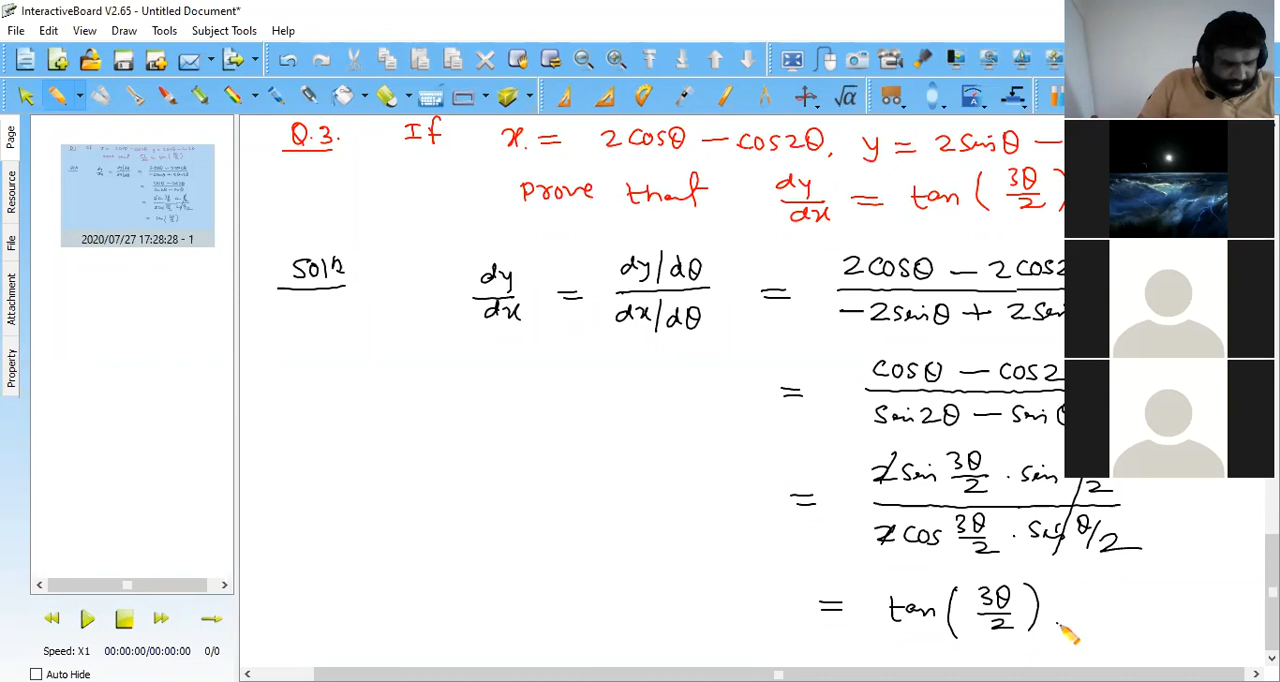 InteractiveBoard V2.65 - Untitled Document*
File Edit View Draw Tools Subject Tools Help
Page
Resource
File
Attachment
Property
2020/07/27 17:28:28 - 1
Speed: X1 00:00:00/00:00:00 0/0
Auto Hide
Q.3. If x = 2cosθ − cos2θ, y = 2sinθ −
prove that dy/dx = tan(3θ/2)
Soln dy/dx = dy/dθ / dx/dθ = 2cosθ − 2cos2 / −2sinθ + 2sin
= cosθ − cos2 / sin2θ − sinθ
= 2sin 3θ/2 · sin /2 / 2cos 3θ/2 · sin θ/2
= tan(3θ/2).